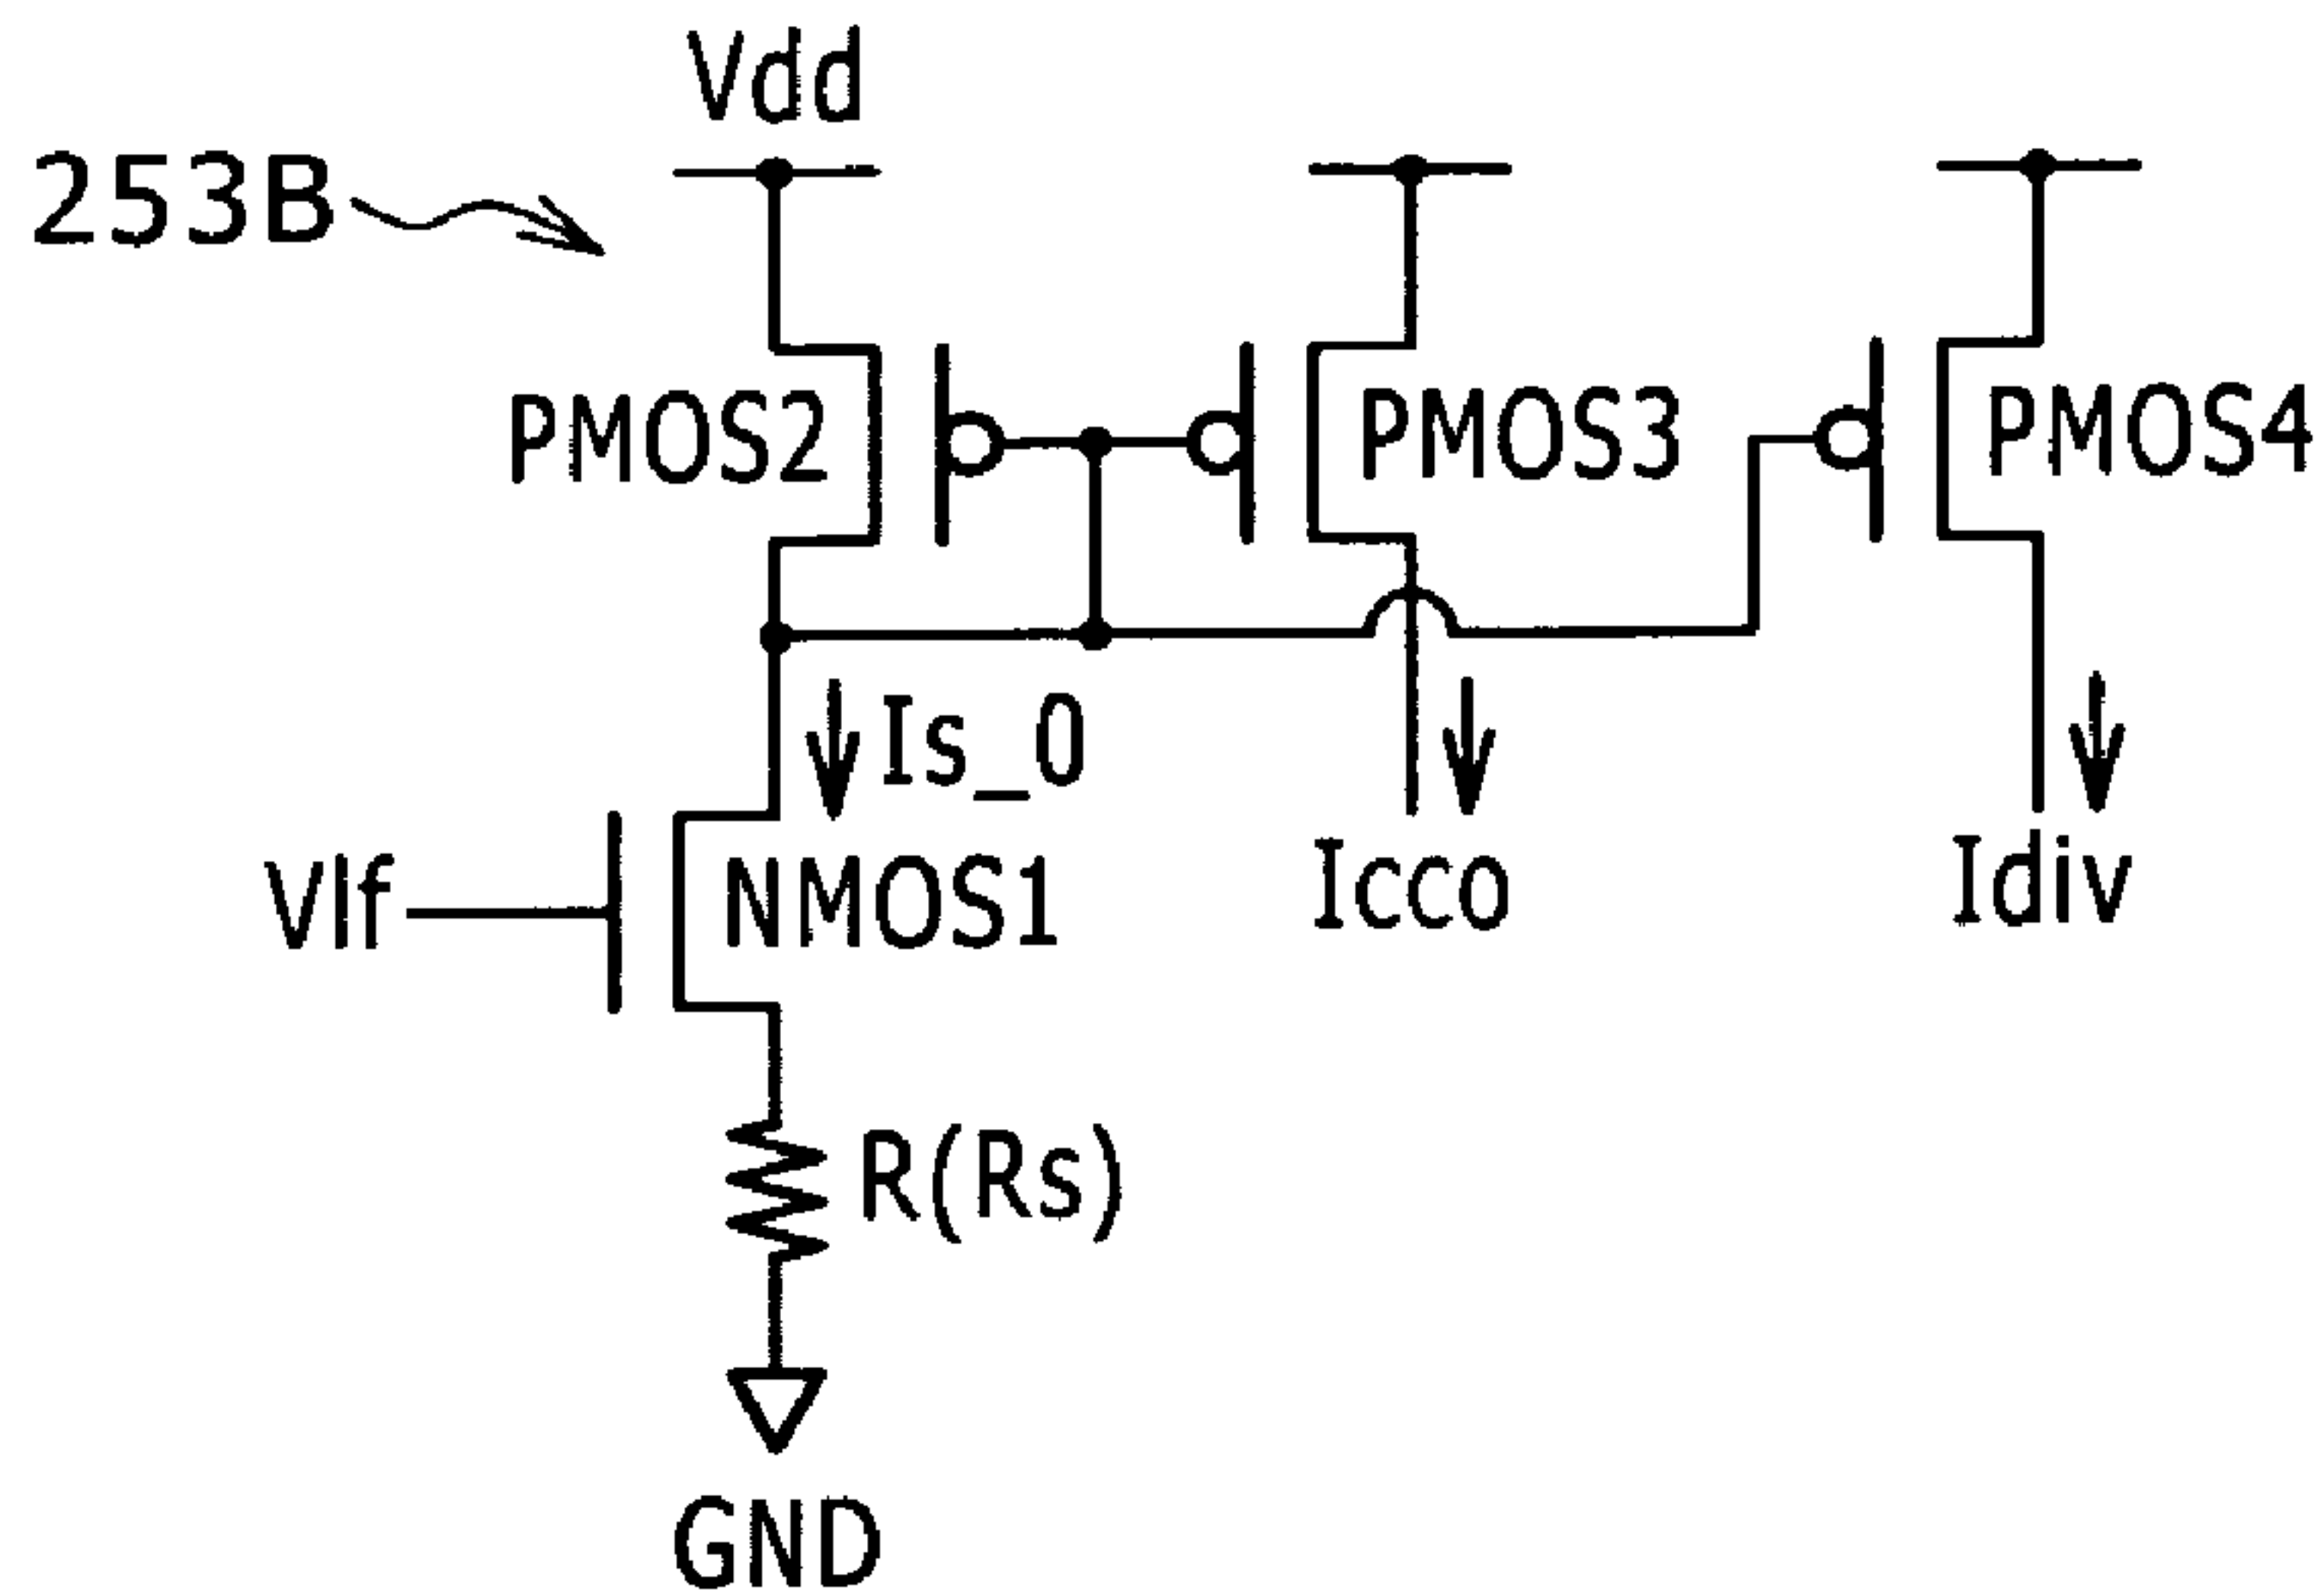 Vdd
253B
PMOS2
PMOS3
PMOS4
Is_0
Vlf
NMOS1
Icco
Idiv
R(Rs)
GND